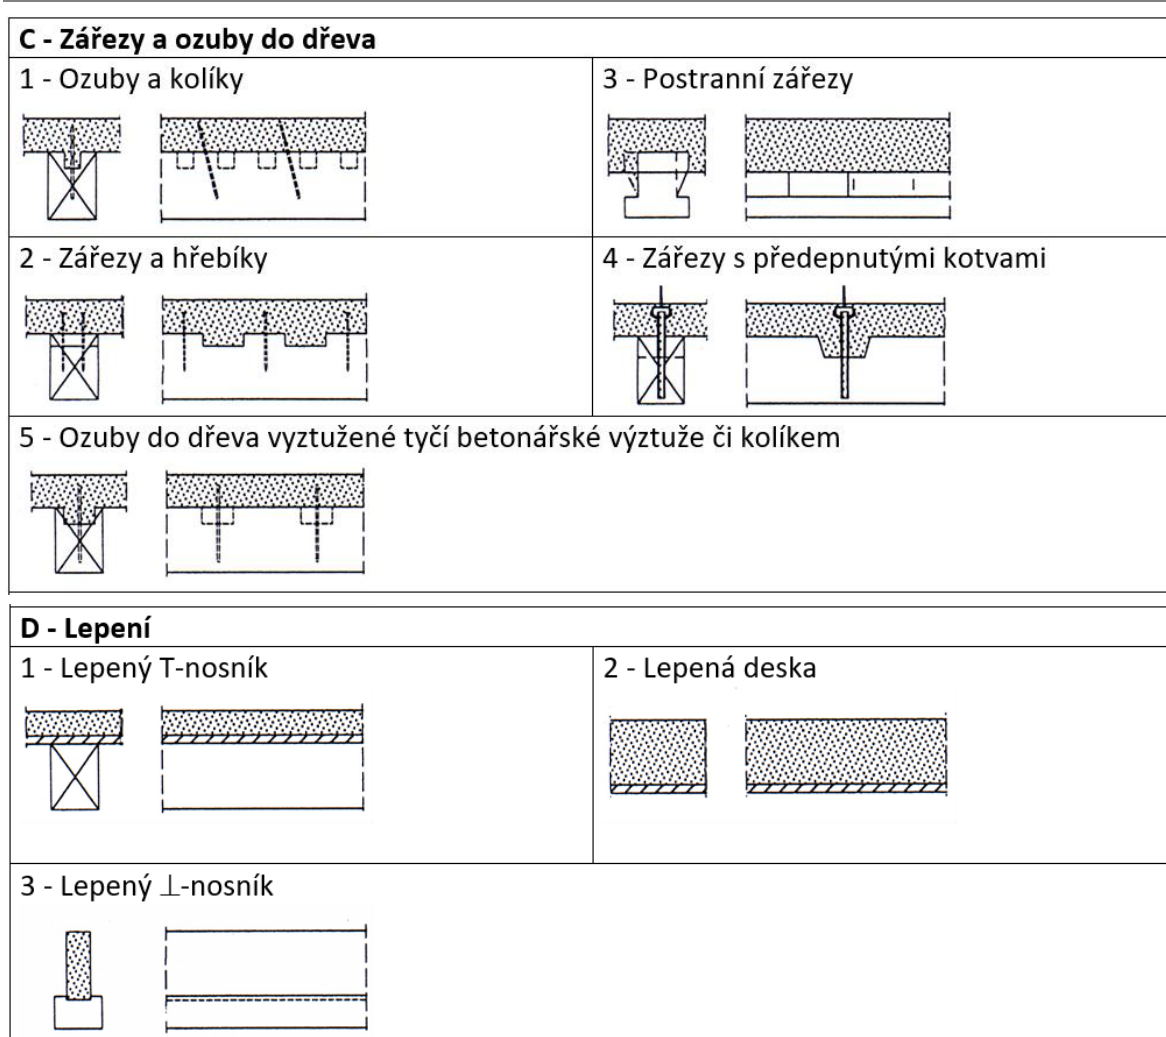 C - Zářezy a ozuby do dřeva
1 - Ozuby a kolíky
3 - Postranní zářezy
2 - Zářezy a hřebíky
4 - Zářezy s předepnutými kotvami
5 - Ozuby do dřeva vyztužené tyčí betonářské výztuže či kolíkem
D - Lepení
1 - Lepený T-nosník
2 - Lepená deska
3 - Lepený ⊥-nosník